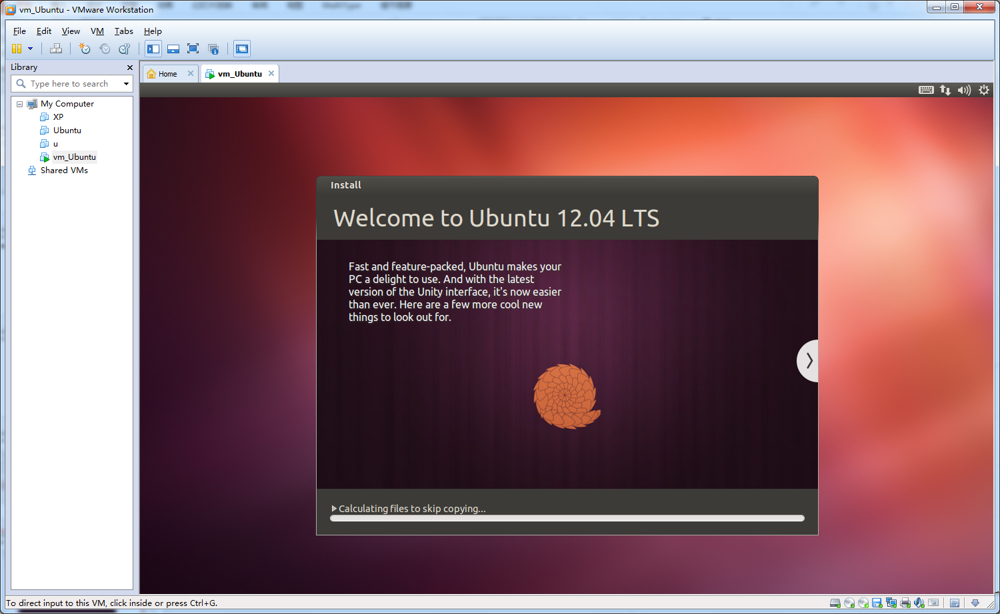 vm_Ubuntu - VMware Workstation
File Edit View VM Tabs Help
Library
Type here to search
My Computer
XP
Ubuntu
u
vm_Ubuntu
Shared VMs
Home
vm_Ubuntu
Install
Welcome to Ubuntu 12.04 LTS
Fast and feature-packed, Ubuntu makes your
PC a delight to use. And with the latest
version of the Unity interface, it's now easier
than ever. Here are a few more cool new
things to look out for.
Calculating files to skip copying...
To direct input to this VM, click inside or press Ctrl+G.